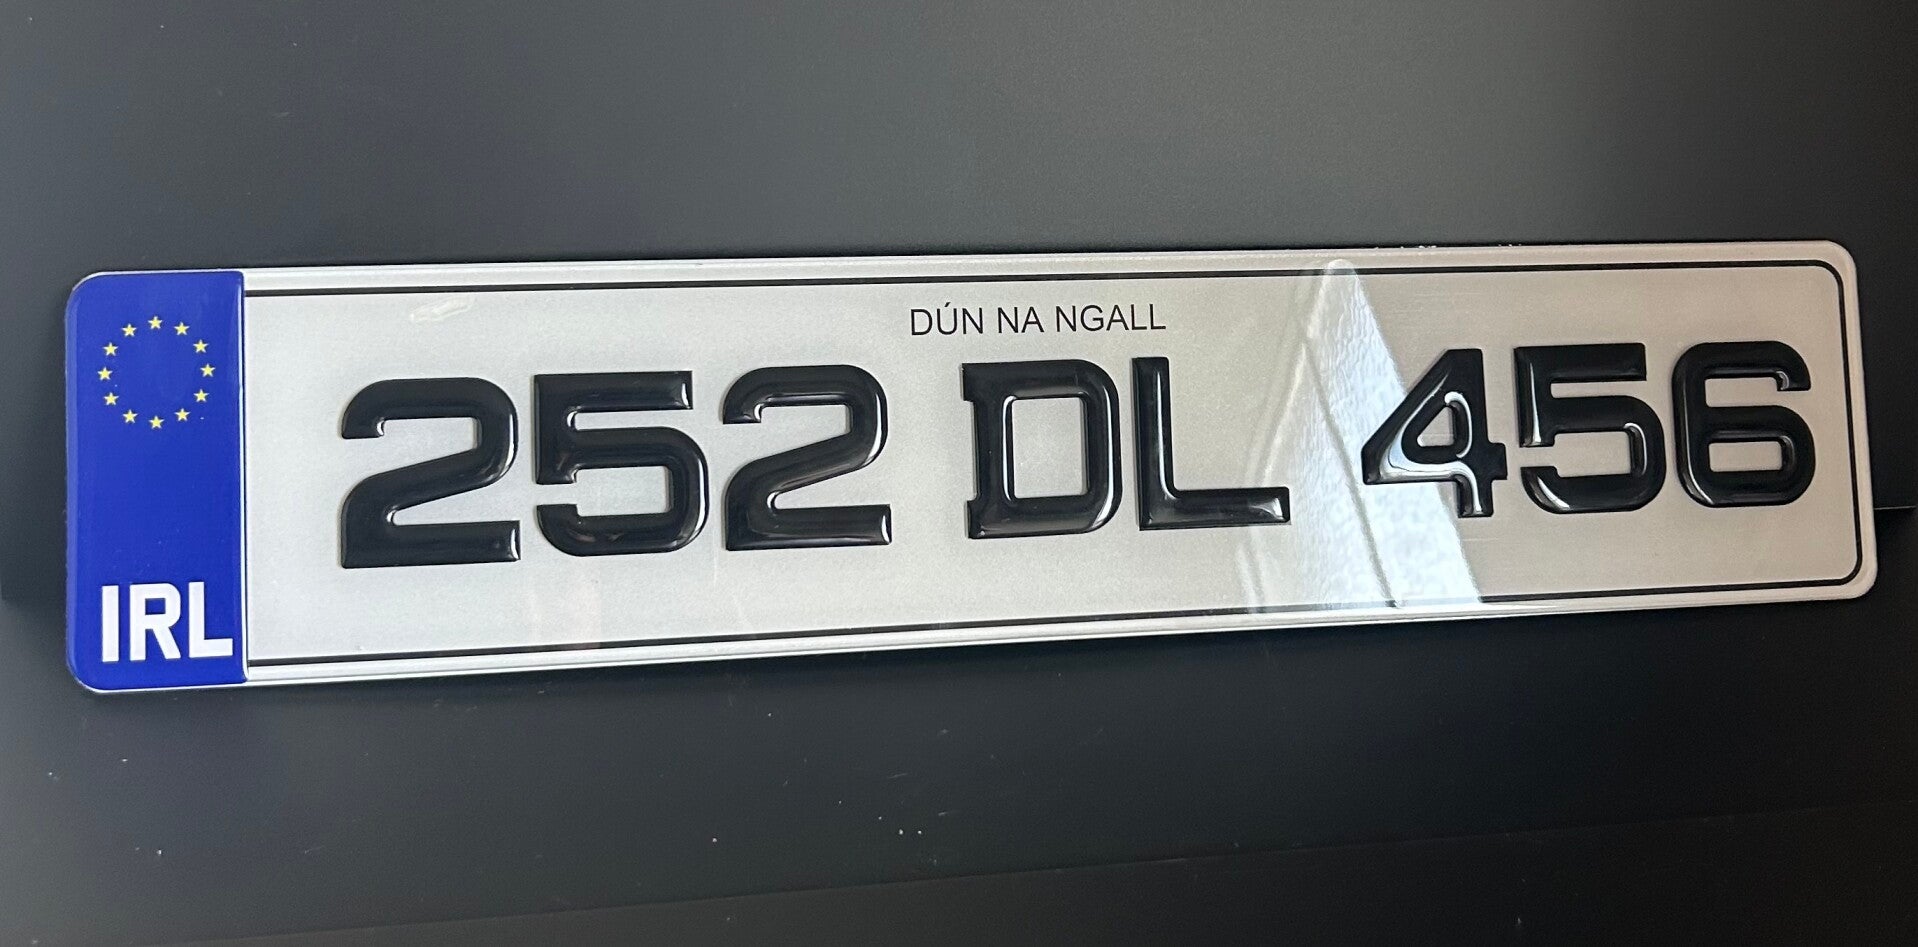 DÚN NA NGALL
252 DL 456
IRL